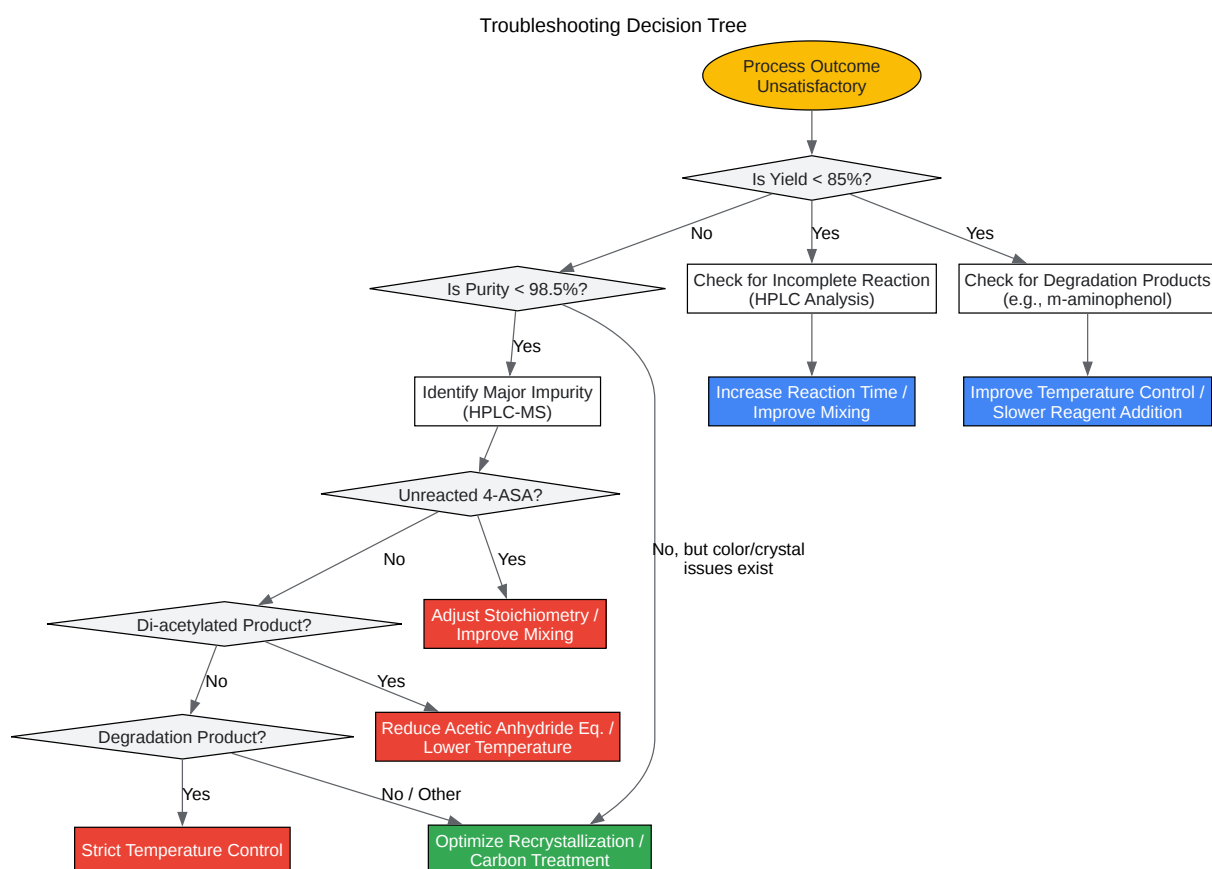 Troubleshooting Decision Tree
Process Outcome
Unsatisfactory
Is Yield < 85%?
No
Yes
Yes
Is Purity < 98.5%?
Check for Incomplete Reaction
(HPLC Analysis)
Check for Degradation Products
(e.g., m-aminophenol)
Yes
Identify Major Impurity
(HPLC-MS)
Increase Reaction Time /
Improve Mixing
Improve Temperature Control /
Slower Reagent Addition
Unreacted 4-ASA?
No
Yes
No, but color/crystal
issues exist
Di-acetylated Product?
Adjust Stoichiometry /
Improve Mixing
No
Yes
Degradation Product?
Reduce Acetic Anhydride Eq. /
Lower Temperature
Yes
No / Other
Strict Temperature Control
Optimize Recrystallization /
Carbon Treatment